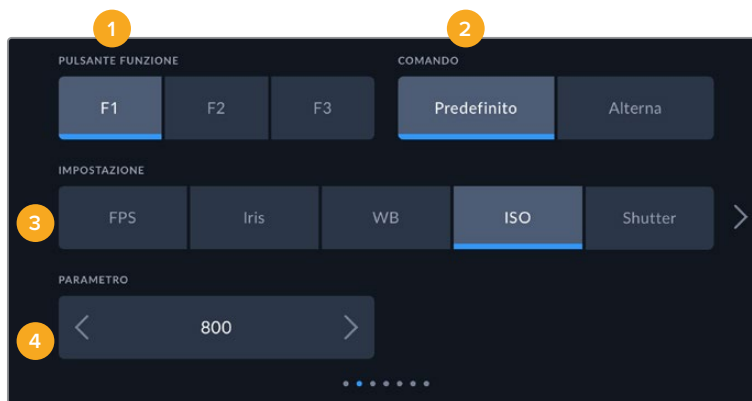 1 2
PULSANTE FUNZIONE COMANDO
F1 F2 F3 Predefinito Alterna
IMPOSTAZIONE
3 FPS Iris WB ISO Shutter
PARAMETRO
4 800